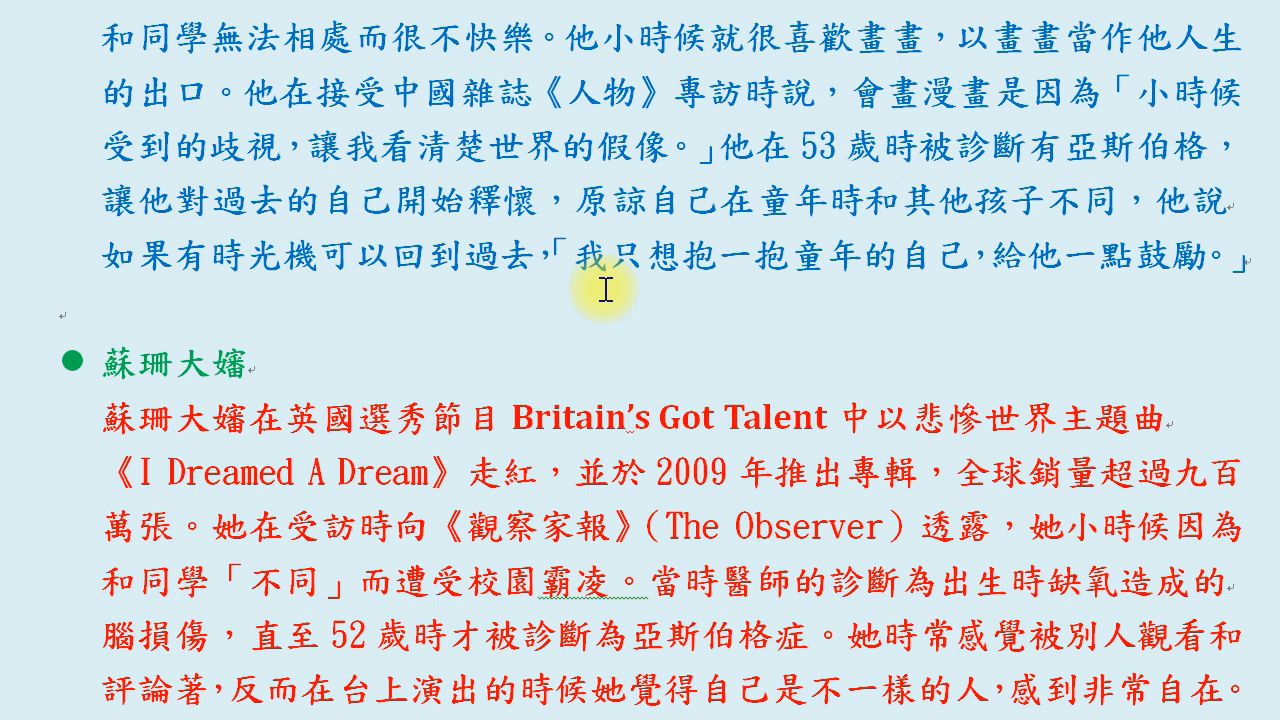 和同學無法相處而很不快樂。他小時候就很喜歡畫畫，以畫畫當作他人生
的出口。他在接受中國雜誌《人物》專訪時說，會畫漫畫是因為「小時候
受到的歧視，讓我看清楚世界的假像。」他在 53 歲時被診斷有亞斯伯格，
讓他對過去的自己開始釋懷，原諒自己在童年時和其他孩子不同，他說
如果有時光機可以回到過去，「我只想抱一抱童年的自己，給他一點鼓勵。」
蘇珊大嬸
蘇珊大嬸在英國選秀節目 Britain’s Got Talent 中以悲慘世界主題曲
《I Dreamed A Dream》走紅，並於 2009 年推出專輯，全球銷量超過九百
萬張。她在受訪時向《觀察家報》（The Observer）透露，她小時候因為
和同學「不同」而遭受校園霸凌。當時醫師的診斷為出生時缺氧造成的
腦損傷，直至 52 歲時才被診斷為亞斯伯格症。她時常感覺被別人觀看和
評論著，反而在台上演出的時候她覺得自己是不一樣的人，感到非常自在。